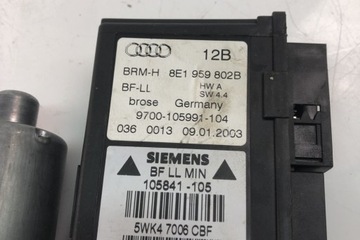 12B
BRM-H 8E1 959 802B
BF-LL HW A
SW 4.4
brose Germany
9700-105991-104
036 0013 09.01.2003
SIEMENS
BF LL MIN
105841-105
5WK4 7006 CBF